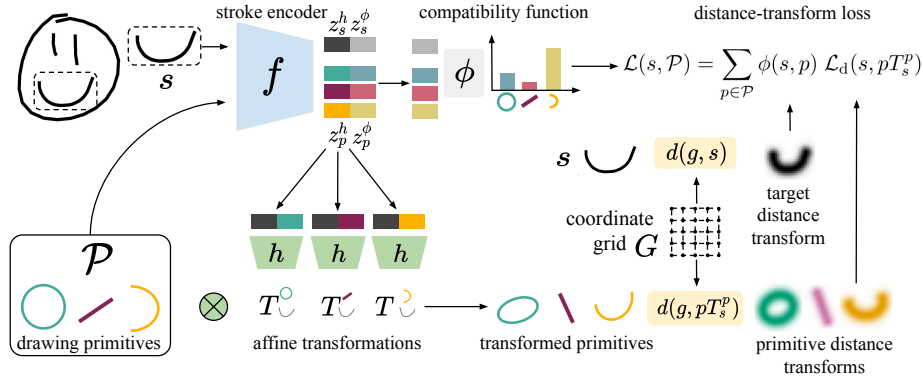 stroke encoder
compatibility function
distance-transform loss
s
f
z_s^h z_s^ϕ
z_p^h z_p^ϕ
ϕ
ℒ(s, 𝒫) = ∑_{p∈𝒫} ϕ(s, p) ℒ_d(s, pT_s^p)
s
d(g, s)
target
distance
transform
coordinate
grid G
h
h
h
𝒫
drawing primitives
⊗
T
T
T
affine transformations
transformed primitives
d(g, pT_s^p)
primitive distance
transforms